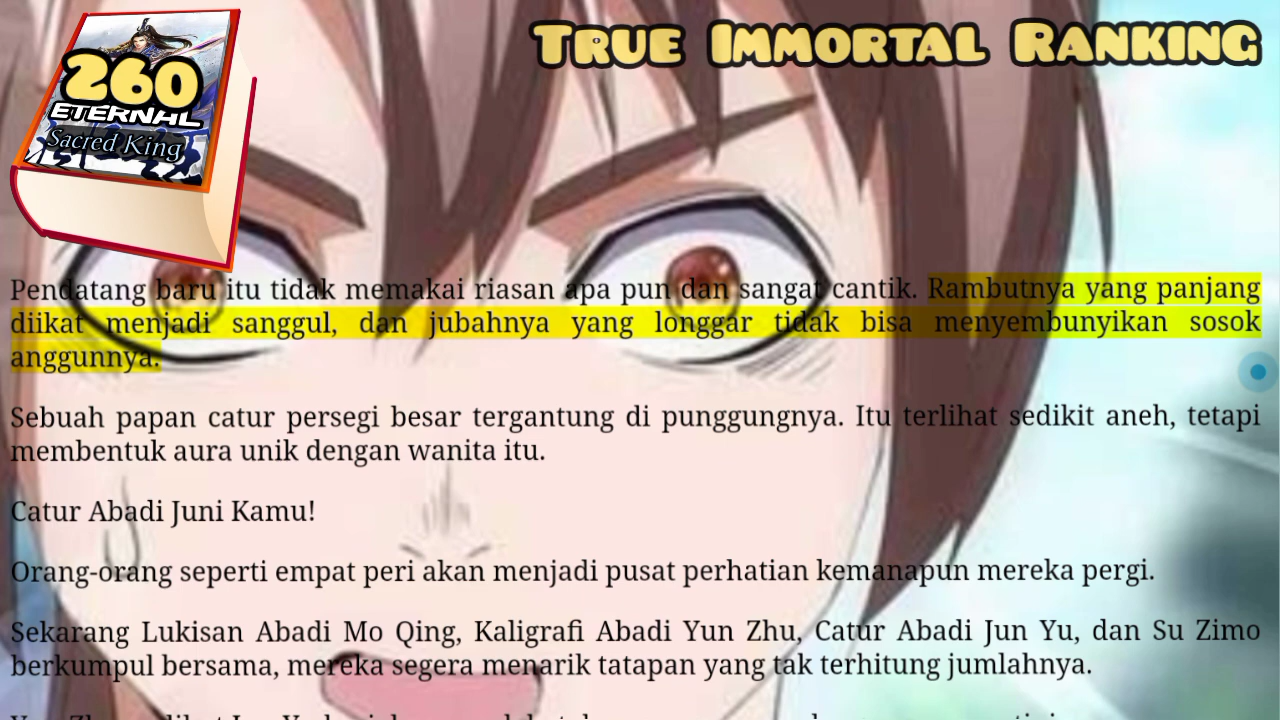 TRUE IMMORTAL RANKING
260
ETERNAL
Sacred King
Pendatang baru itu tidak memakai riasan apa pun dan sangat cantik. Rambutnya yang panjang
diikat menjadi sanggul, dan jubahnya yang longgar tidak bisa menyembunyikan sosok
anggunnya.
Sebuah papan catur persegi besar tergantung di punggungnya. Itu terlihat sedikit aneh, tetapi
membentuk aura unik dengan wanita itu.
Catur Abadi Juni Kamu!
Orang-orang seperti empat peri akan menjadi pusat perhatian kemanapun mereka pergi.
Sekarang Lukisan Abadi Mo Qing, Kaligrafi Abadi Yun Zhu, Catur Abadi Jun Yu, dan Su Zimo
berkumpul bersama, mereka segera menarik tatapan yang tak terhitung jumlahnya.